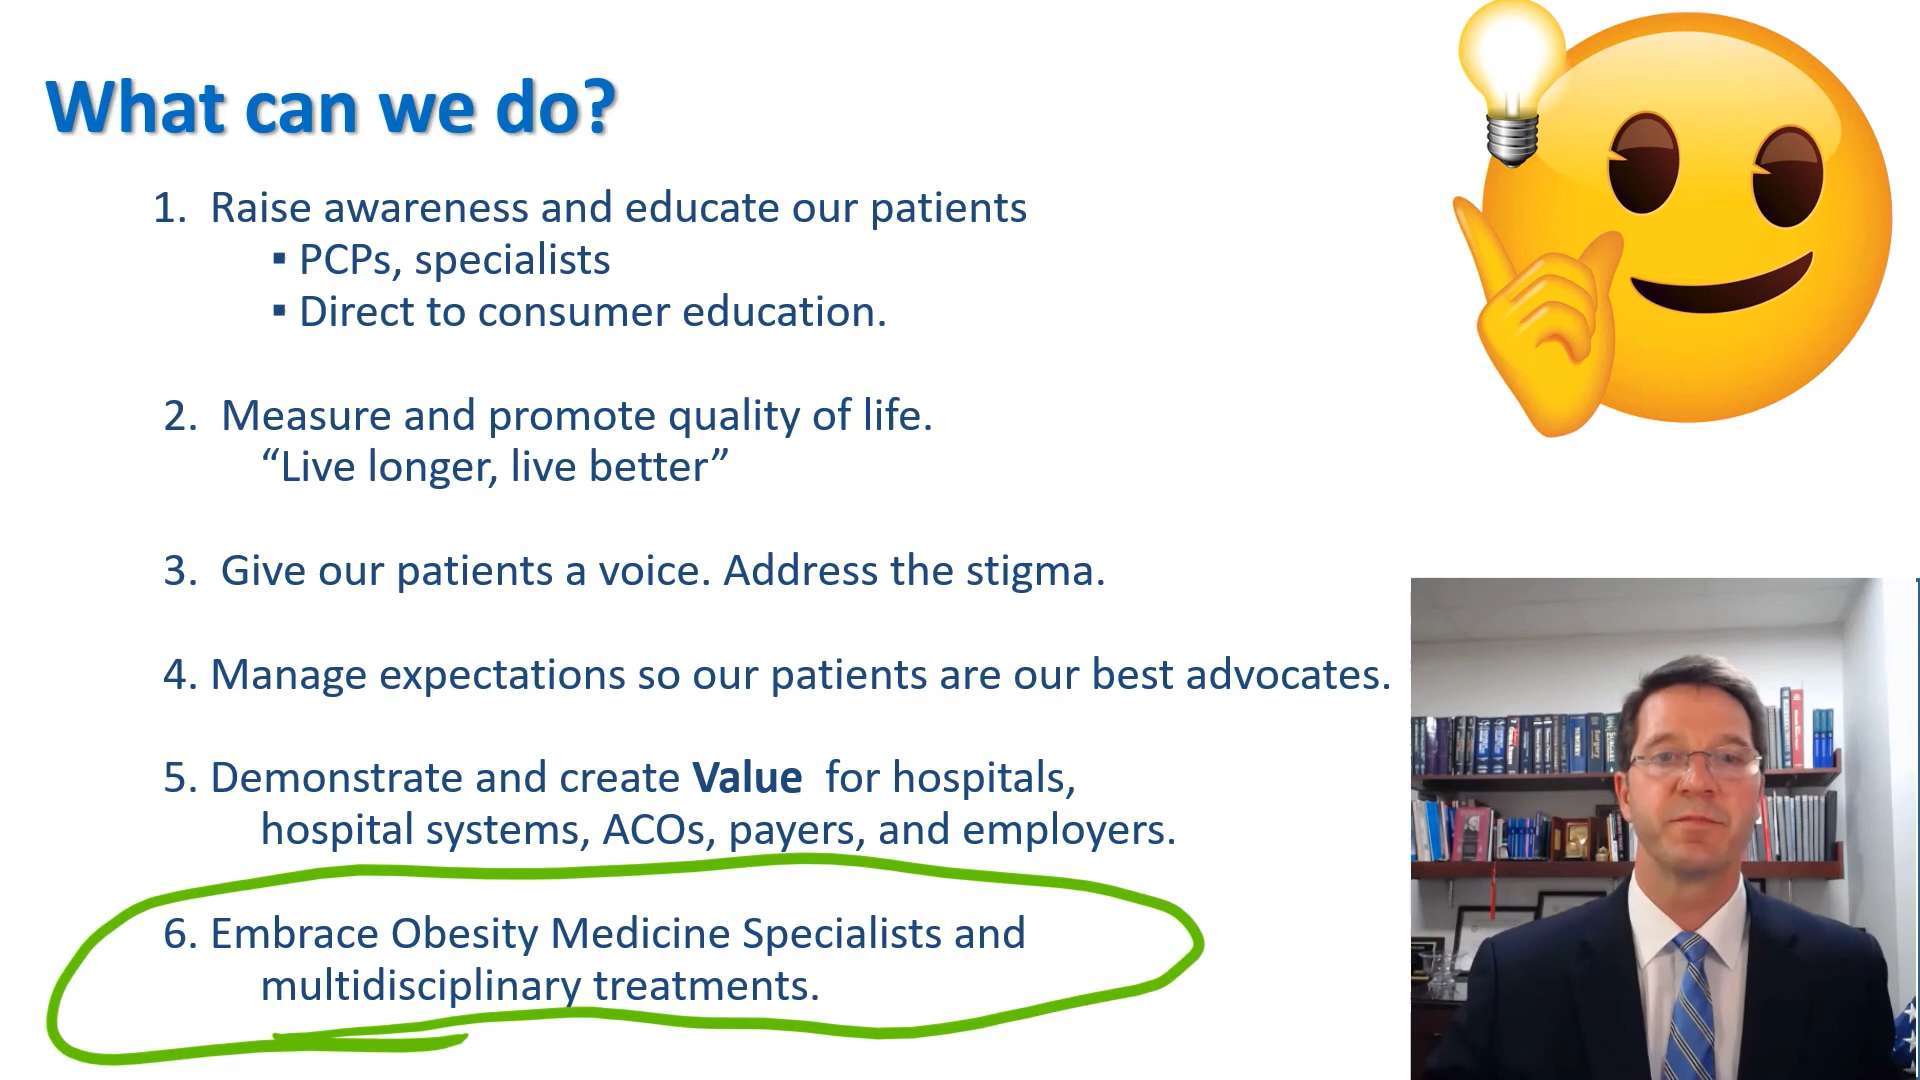 What can we do?
1. Raise awareness and educate our patients
▪ PCPs, specialists
▪ Direct to consumer education.
2. Measure and promote quality of life.
“Live longer, live better”
3. Give our patients a voice. Address the stigma.
4. Manage expectations so our patients are our best advocates.
5. Demonstrate and create Value for hospitals,
hospital systems, ACOs, payers, and employers.
6. Embrace Obesity Medicine Specialists and
multidisciplinary treatments.